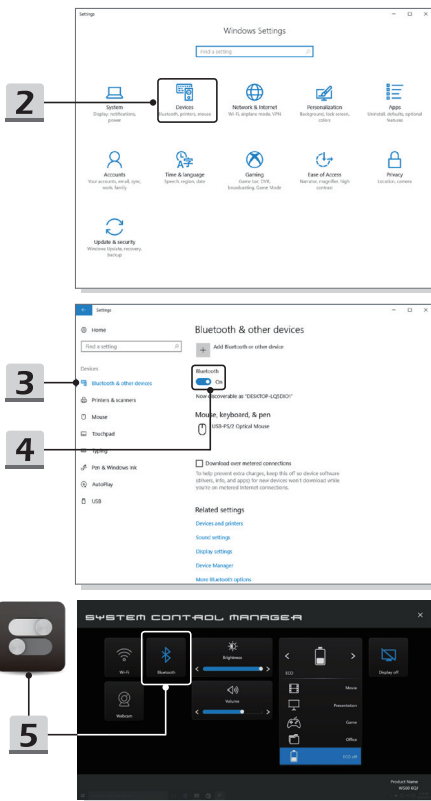 Settings
Windows Settings
Find a setting
2
System
Display, notifications, power
Devices
Bluetooth, printers, mouse
Network & Internet
Wi-Fi, airplane mode, VPN
Personalization
Background, lock screen, colors
Apps
Uninstall, defaults, optional features
Accounts
Your accounts, email, sync, work, family
Time & language
Speech, region, date
Gaming
Game bar, DVR, broadcasting, Game Mode
Ease of Access
Narrator, magnifier, high contrast
Privacy
Location, camera
Update & security
Windows Update, recovery, backup
Settings
Home
Find a setting
Devices
3
Bluetooth & other devices
Printers & scanners
Mouse
4
Touchpad
Typing
Pen & Windows Ink
AutoPlay
USB
Bluetooth & other devices
Add Bluetooth or other device
Bluetooth
On
Now discoverable as "DESKTOP-LQSDIOI"
Mouse, keyboard, & pen
USB-PS/2 Optical Mouse
Download over metered connections
To help prevent extra charges, keep this off so device software
(drivers, info, and apps) for new devices won't download while
you're on metered Internet connections.
Related settings
Devices and printers
Sound settings
Display settings
Device Manager
More Bluetooth options
SYSTEM CONTROL MANAGER
Wi-Fi
Bluetooth
Brightness
ECO
Display off
Webcam
Volume
Movie
Presentation
Game
Office
ECO off
5
Product Name